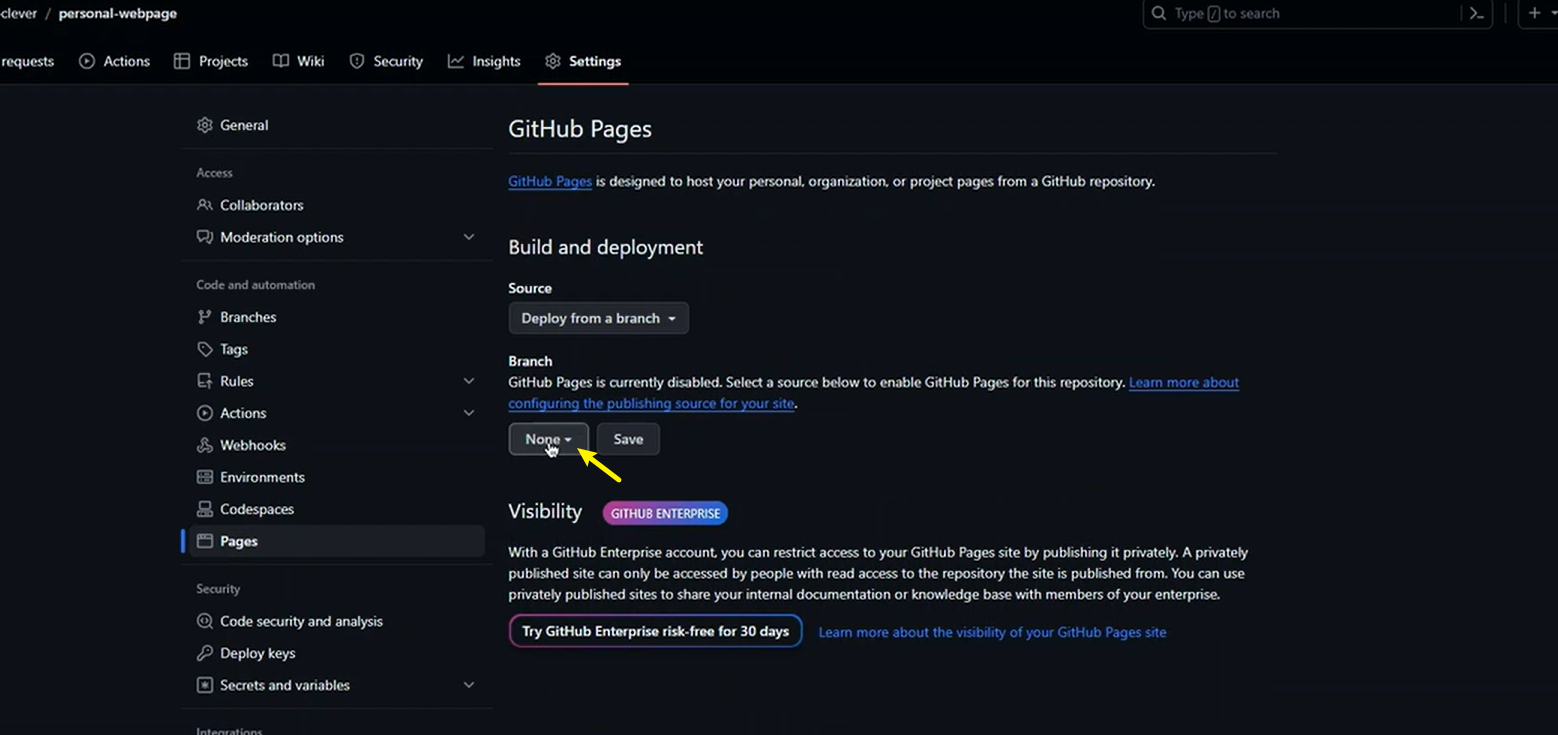 clever / personal-webpage
Type / to search
requests Actions Projects Wiki Security Insights Settings
General
Access
Collaborators
Moderation options
Code and automation
Branches
Tags
Rules
Actions
Webhooks
Environments
Codespaces
Pages
Security
Code security and analysis
Deploy keys
Secrets and variables
Integrations
GitHub Pages
GitHub Pages is designed to host your personal, organization, or project pages from a GitHub repository.
Build and deployment
Source
Deploy from a branch
Branch
GitHub Pages is currently disabled. Select a source below to enable GitHub Pages for this repository. Learn more about
configuring the publishing source for your site.
None Save
Visibility GITHUB ENTERPRISE
With a GitHub Enterprise account, you can restrict access to your GitHub Pages site by publishing it privately. A privately
published site can only be accessed by people with read access to the repository the site is published from. You can use
privately published sites to share your internal documentation or knowledge base with members of your enterprise.
Try GitHub Enterprise risk-free for 30 days Learn more about the visibility of your GitHub Pages site